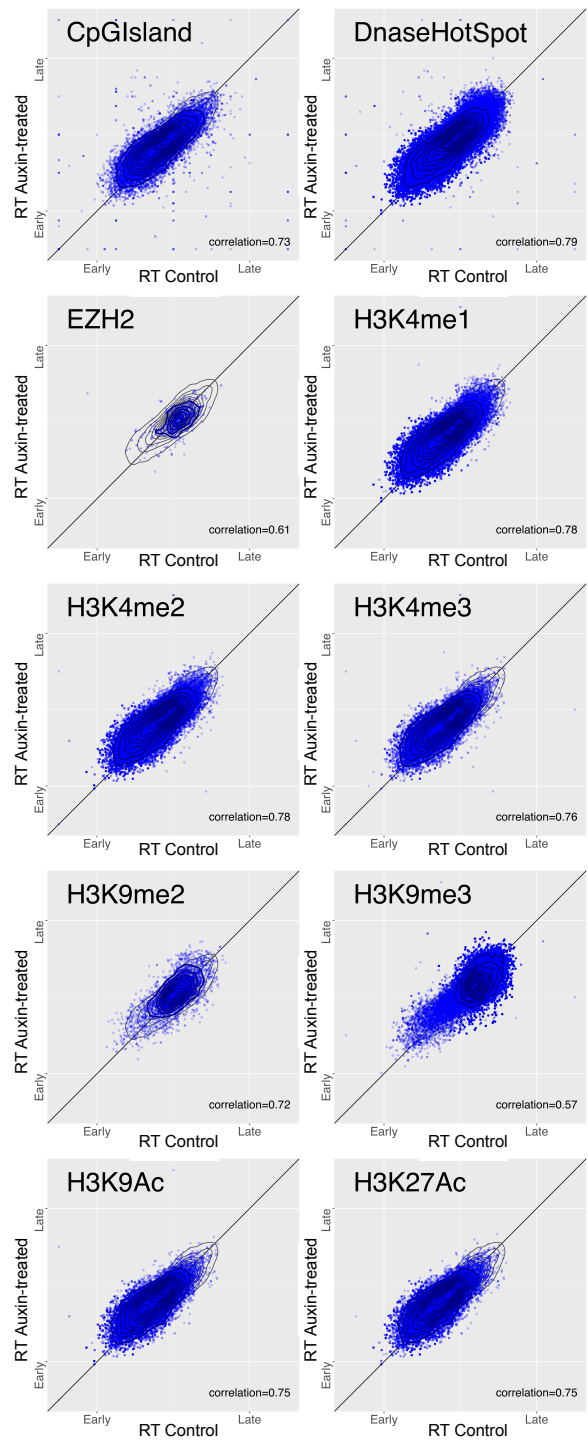 CpGIsland
RT Auxin-treated
Late
Early
correlation=0.73
Early
Late
RT Control
DnaseHotSpot
RT Auxin-treated
Late
Early
correlation=0.79
Early
Late
RT Control
EZH2
RT Auxin-treated
Late
Early
correlation=0.61
Early
Late
RT Control
H3K4me1
RT Auxin-treated
Late
Early
correlation=0.78
Early
Late
RT Control
H3K4me2
RT Auxin-treated
Late
Early
correlation=0.78
Early
Late
RT Control
H3K4me3
RT Auxin-treated
Late
Early
correlation=0.76
Early
Late
RT Control
H3K9me2
RT Auxin-treated
Late
Early
correlation=0.72
Early
Late
RT Control
H3K9me3
RT Auxin-treated
Late
Early
correlation=0.57
Early
Late
RT Control
H3K9Ac
RT Auxin-treated
Late
Early
correlation=0.75
Early
Late
RT Control
H3K27Ac
RT Auxin-treated
Late
Early
correlation=0.75
Early
Late
RT Control